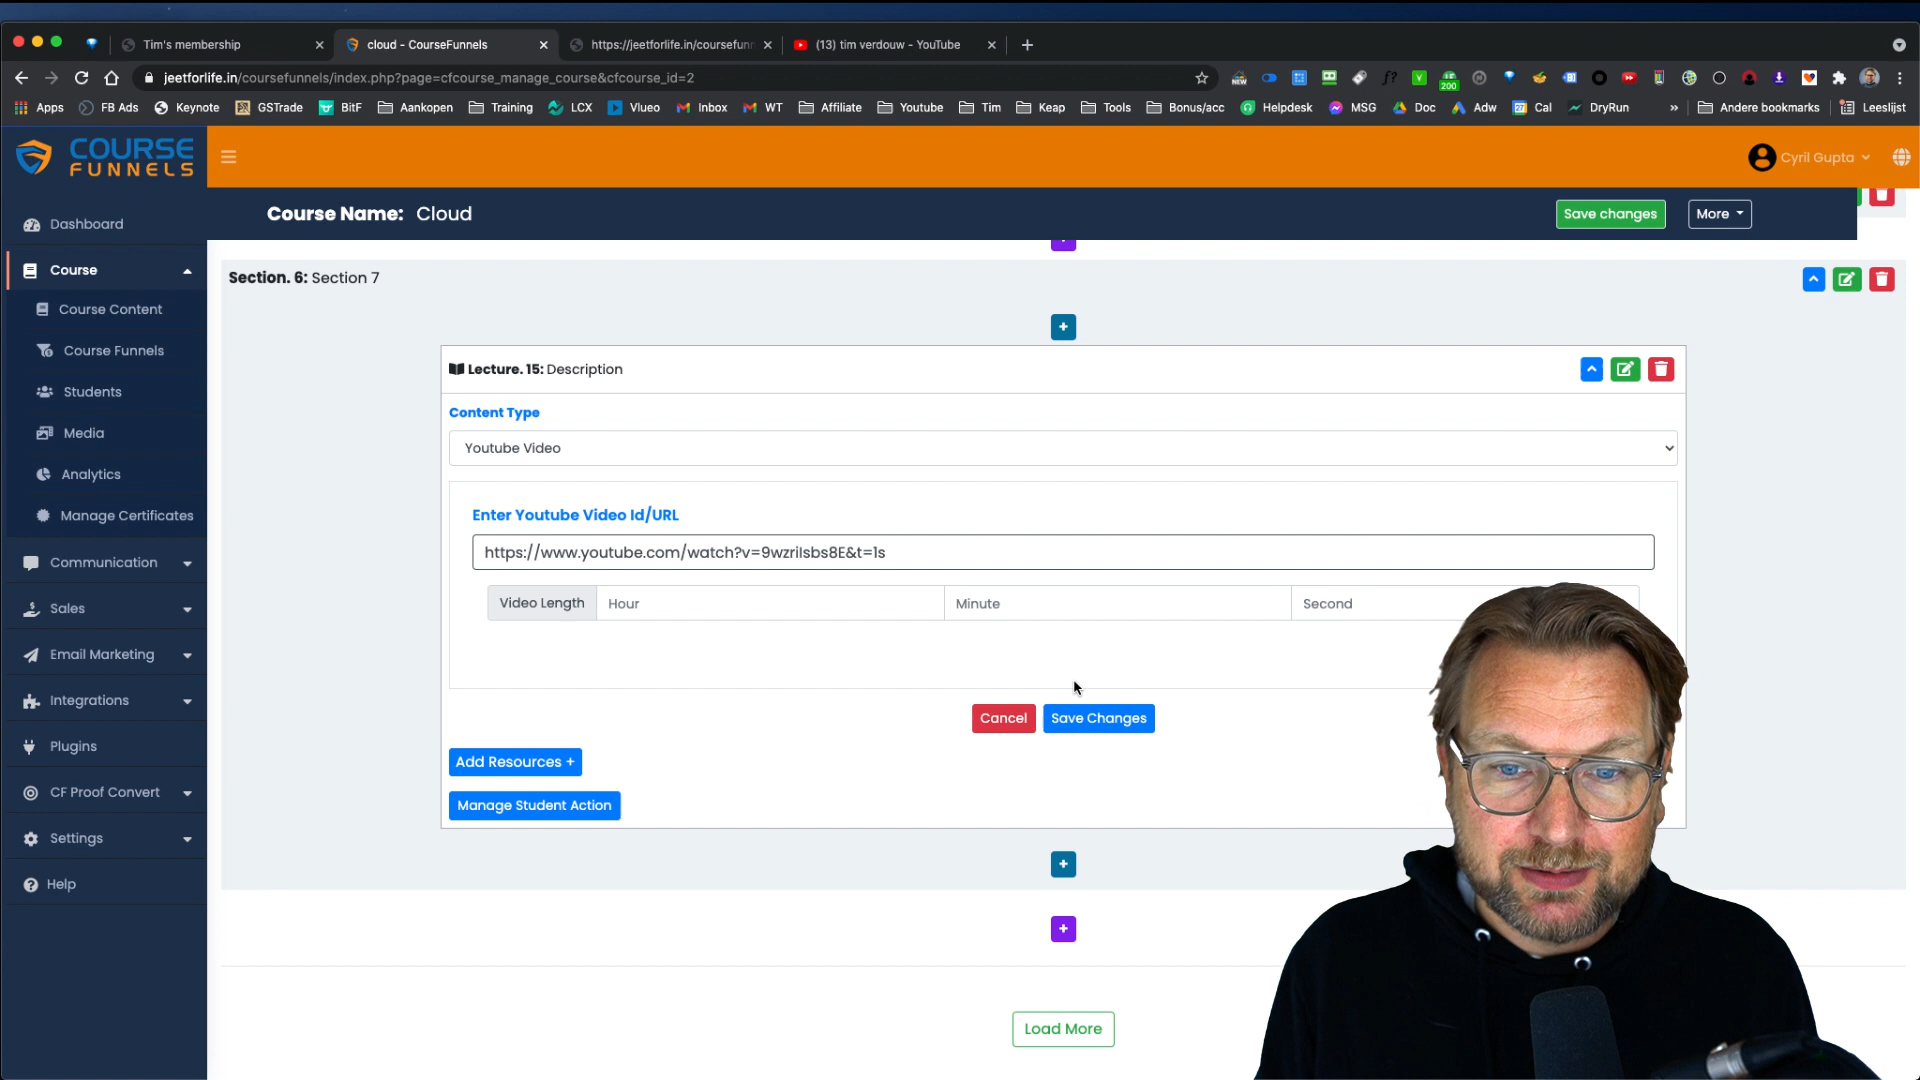 Tim's membership
cloud - CourseFunnels
https://jeetforlife.in/coursefunn
(13) tim verdouw - YouTube
jeetforlife.in/coursefunnels/index.php?page=cfcourse_manage_course&cfcourse_id=2
NEW
200
Apps
FB Ads
Keynote
GSTrade
BitF
Aankopen
Training
LCX
Vlueo
Inbox
WT
Affiliate
Youtube
Tim
Keap
Tools
Bonus/acc
Helpdesk
MSG
Doc
Adw
Cal
DryRun
»
Andere bookmarks
Leeslijst
COURSE
FUNNELS
Cyril Gupta
Course Name: Cloud
Save changes
More
Dashboard
Course
Course Content
Course Funnels
Students
Media
Analytics
Manage Certificates
Communication
Sales
Email Marketing
Integrations
Plugins
CF Proof Convert
Settings
Help
Section. 6: Section 7
Lecture. 15: Description
Content Type
Youtube Video
Enter Youtube Video Id/URL
https://www.youtube.com/watch?v=9wzrilsbs8E&t=1s
Video Length
Hour
Minute
Second
Cancel
Save Changes
Add Resources +
Manage Student Action
Load More